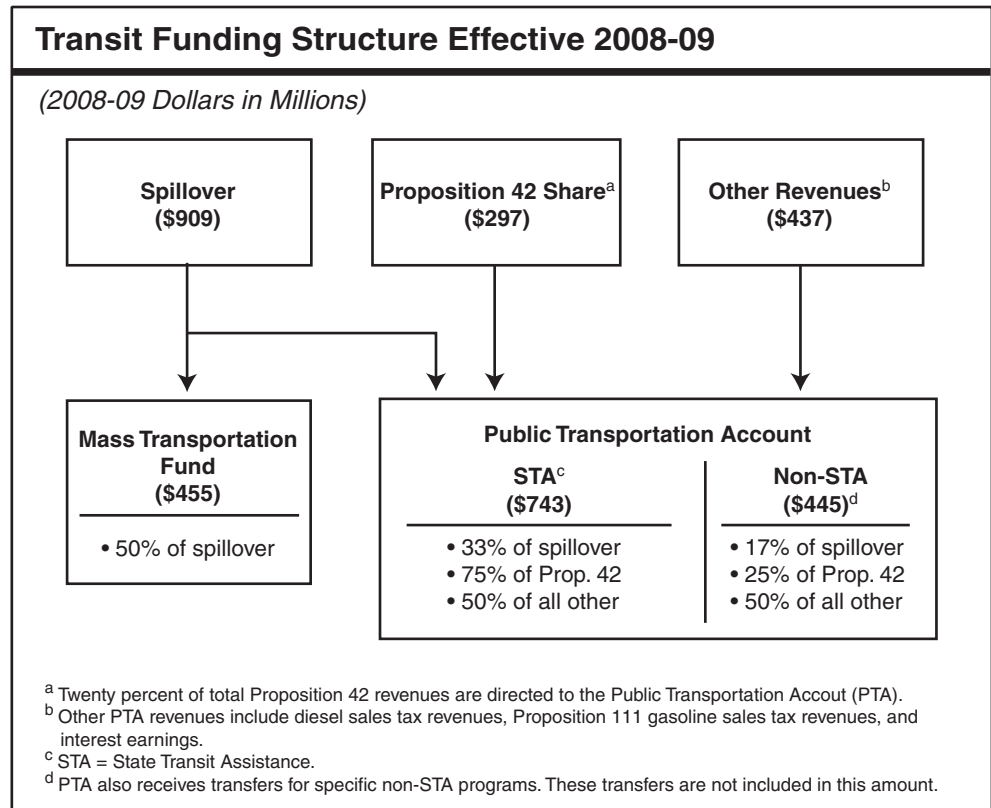 Transit Funding Structure Effective 2008-09
(2008-09 Dollars in Millions)
Spillover
($909)
Proposition 42 Shareᵃ
($297)
Other Revenuesᵇ
($437)
Mass Transportation
Fund
($455)
• 50% of spillover
Public Transportation Account
STAᶜ
($743)
• 33% of spillover
• 75% of Prop. 42
• 50% of all other
Non-STA
($445)ᵈ
• 17% of spillover
• 25% of Prop. 42
• 50% of all other
ᵃ Twenty percent of total Proposition 42 revenues are directed to the Public Transportation Accout (PTA).
ᵇ Other PTA revenues include diesel sales tax revenues, Proposition 111 gasoline sales tax revenues, and
interest earnings.
ᶜ STA = State Transit Assistance.
ᵈ PTA also receives transfers for specific non-STA programs. These transfers are not included in this amount.